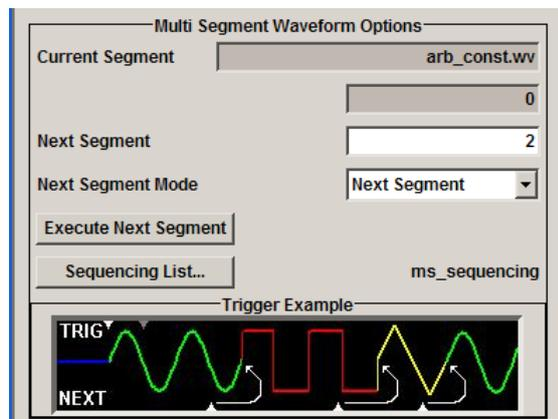 Multi Segment Waveform Options
Current Segment arb_const.wv
0
Next Segment 2
Next Segment Mode Next Segment
Execute Next Segment
Sequencing List... ms_sequencing
Trigger Example
TRIG
NEXT